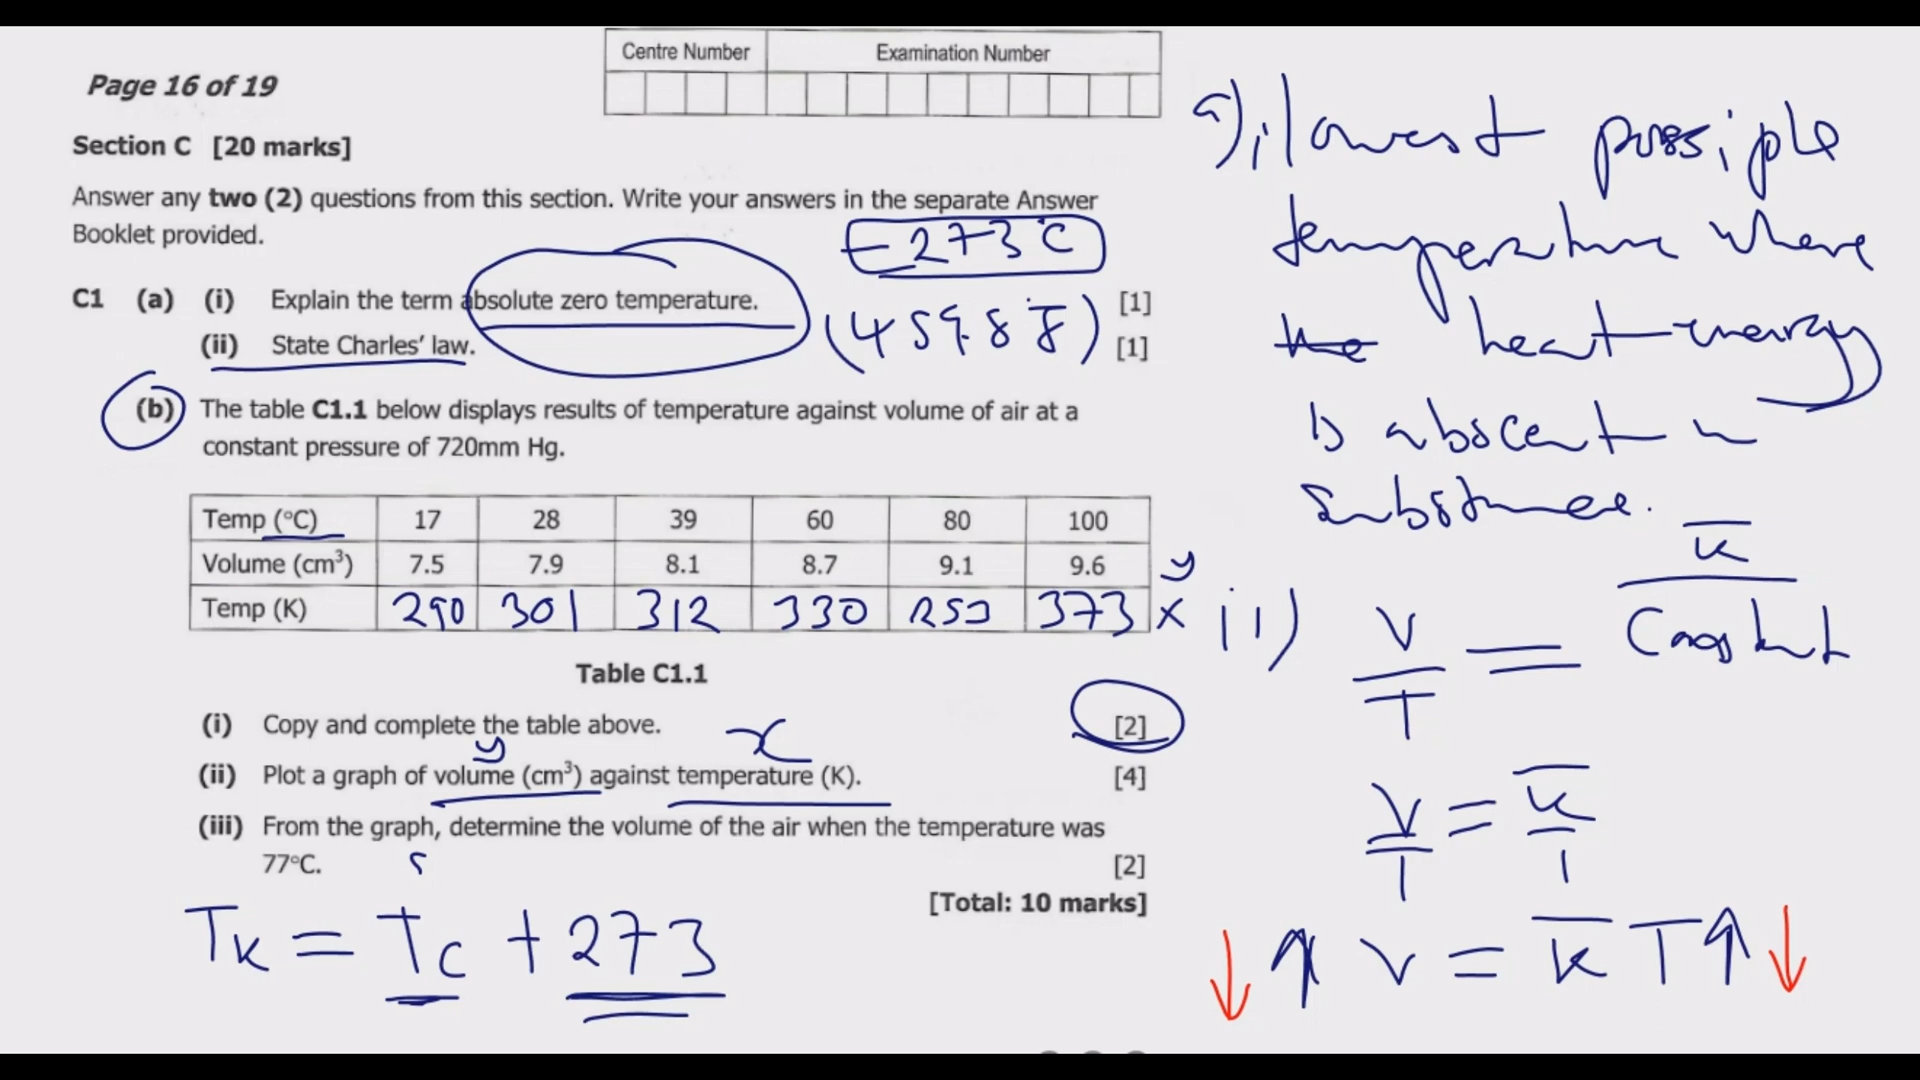 Centre Number Examination Number
Page 16 of 19
Section C [20 marks]
Answer any two (2) questions from this section. Write your answers in the separate Answer
Booklet provided.
-273°C
C1 (a) (i) Explain the term absolute zero temperature. [1]
(ii) State Charles' law. [1]
(b) The table C1.1 below displays results of temperature against volume of air at a
constant pressure of 720mm Hg.
Temp (°C) 17 28 39 60 80 100
Volume (cm³) 7.5 7.9 8.1 8.7 9.1 9.6 y
Temp (K) 290 301 312 330 353 373 x
Table C1.1
(i) Copy and complete the table above. [2]
y x
(ii) Plot a graph of volume (cm³) against temperature (K). [4]
(iii) From the graph, determine the volume of the air when the temperature was
77°C. [2]
[Total: 10 marks]
TK = TC + 273
a) i lowest possiple
temperature where
the heat energy
is abscent in
substance.
ii) V/T = K Constant
V/T = K/1
V = K T